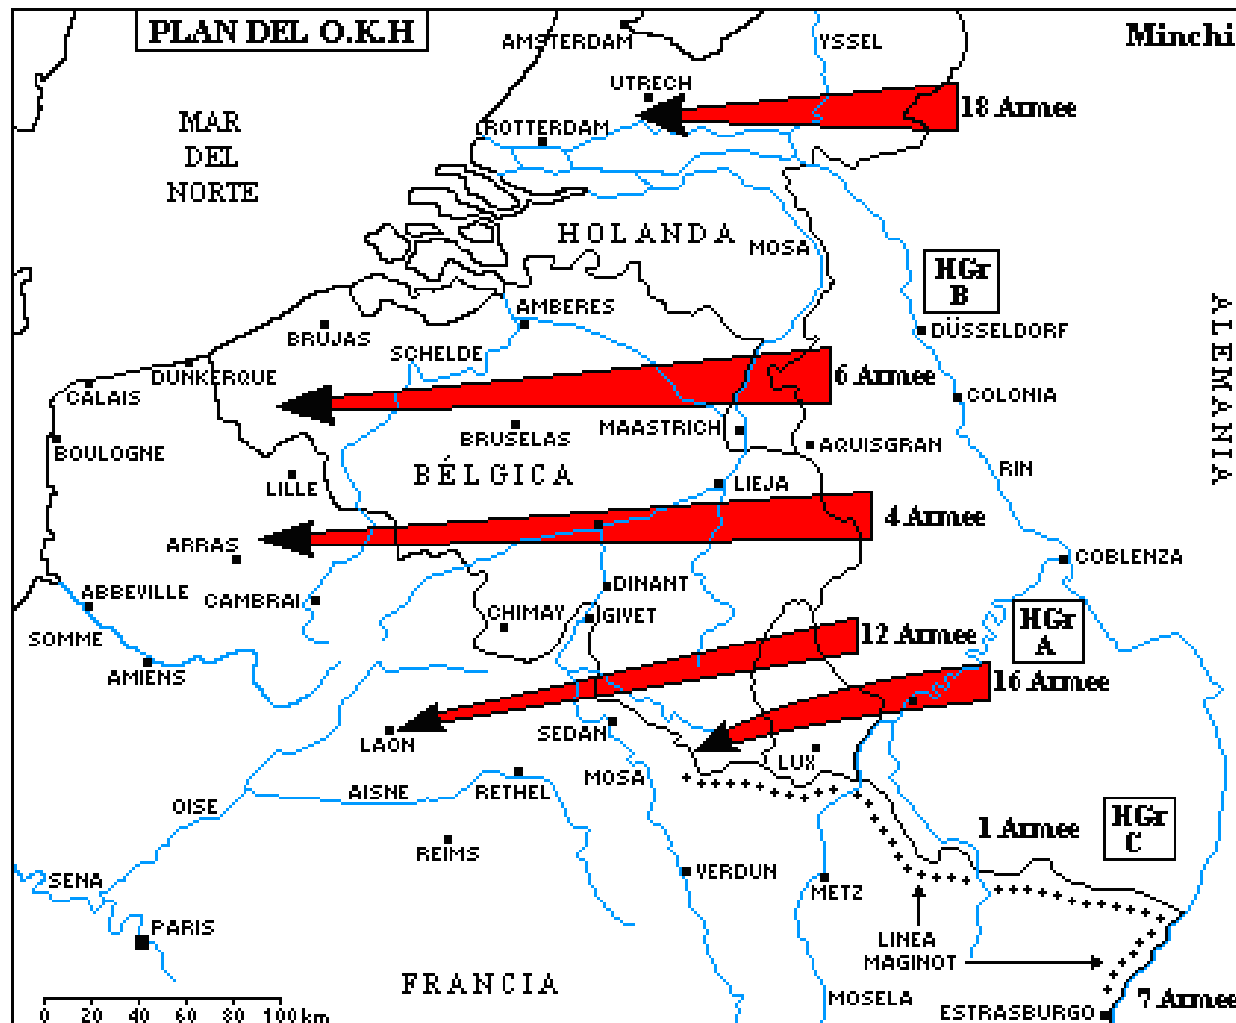 PLAN DEL O.K.H
Minchi
AMSTERDAM
YSSEL
UTRECH
18 Armee
MAR
DEL
NORTE
ROTTERDAM
HOLANDA
MOSA
HGr
B
AMBERES
BRUJAS
DÜSSELDORF
SCHELDE
DUNKERQUE
6 Armee
CALAIS
COLONIA
ALEMANIA
BRUSELAS
MAASTRICH
AQUISGRAN
BOULOGNE
BÉLGICA
RIN
LILLE
LIEJA
4 Armee
ARRAS
COBLENZA
DINANT
ABBEVILLE
CAMBRAI
CHIMAY
GIVET
HGr
A
SOMME
12 Armee
AMIENS
16 Armee
LAON
SEDAN
LUX
MOSA
AISNE
RETHEL
OISE
1 Armee
HGr
C
REIMS
SENA
VERDUN
METZ
PARIS
LINEA
MAGINOT
FRANCIA
MOSELA
7 Armee
ESTRASBURGO
0 20 40 60 80 100 km